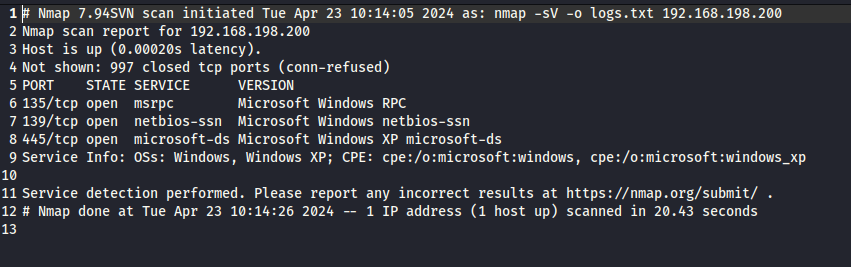 1 # Nmap 7.94SVN scan initiated Tue Apr 23 10:14:05 2024 as: nmap -sV -o logs.txt 192.168.198.200
2 Nmap scan report for 192.168.198.200
3 Host is up (0.00020s latency).
4 Not shown: 997 closed tcp ports (conn-refused)
5 PORT    STATE SERVICE      VERSION
6 135/tcp open  msrpc        Microsoft Windows RPC
7 139/tcp open  netbios-ssn  Microsoft Windows netbios-ssn
8 445/tcp open  microsoft-ds Microsoft Windows XP microsoft-ds
9 Service Info: OSs: Windows, Windows XP; CPE: cpe:/o:microsoft:windows, cpe:/o:microsoft:windows_xp
10
11 Service detection performed. Please report any incorrect results at https://nmap.org/submit/ .
12 # Nmap done at Tue Apr 23 10:14:26 2024 -- 1 IP address (1 host up) scanned in 20.43 seconds
13